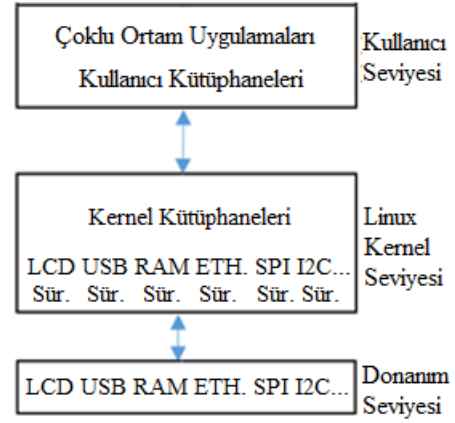 Çoklu Ortam Uygulamaları
Kullanıcı Kütüphaneleri
Kullanıcı
Seviyesi
Kernel Kütüphaneleri
LCD USB RAM ETH. SPI I2C...
Sür. Sür. Sür. Sür. Sür. Sür.
Linux
Kernel
Seviyesi
LCD USB RAM ETH. SPI I2C...
Donanım
Seviyesi